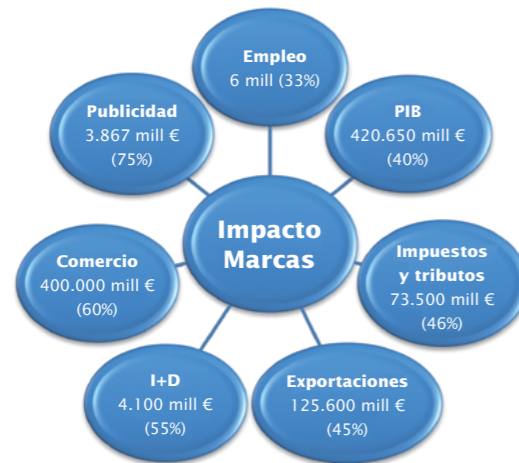 Empleo
6 mill (33%)
Publicidad
3.867 mill €
(75%)
PIB
420.650 mill €
(40%)
Impacto
Marcas
Comercio
400.000 mill €
(60%)
Impuestos
y tributos
73.500 mill €
(46%)
I+D
4.100 mill €
(55%)
Exportaciones
125.600 mill €
(45%)